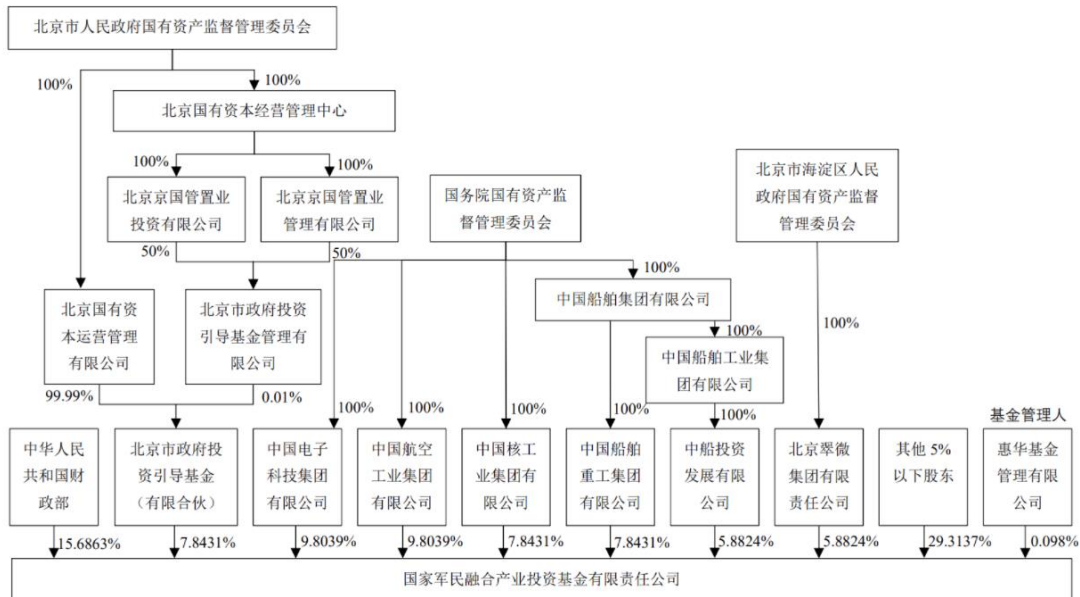 北京市人民政府国有资产监督管理委员会
100%
100%
北京国有资本经营管理中心
100%
100%
北京京国管置业
投资有限公司
北京京国管置业
管理有限公司
国务院国有资产监
督管理委员会
北京市海淀区人民
政府国有资产监督
管理委员会
50%
50%
100%
中国船舶集团有限公司
北京国有资
本运营管理
有限公司
北京市政府投资
引导基金管理有
限公司
100%
100%
中国船舶工业集
团有限公司
99.99%
0.01%
100%
100%
100%
100%
100%
基金管理人
中华人民
共和国财
政部
北京市政府投
资引导基金
（有限合伙）
中国电子
科技集团
有限公司
中国航空
工业集团
有限公司
中国核工
业集团有
限公司
中国船舶
重工集团
有限公司
中船投资
发展有限
公司
北京翠微
集团有限
责任公司
其他 5%
以下股东
惠华基金
管理有限
公司
15.6863%
7.8431%
9.8039%
9.8039%
7.8431%
7.8431%
5.8824%
5.8824%
29.3137%
0.098%
国家军民融合产业投资基金有限责任公司